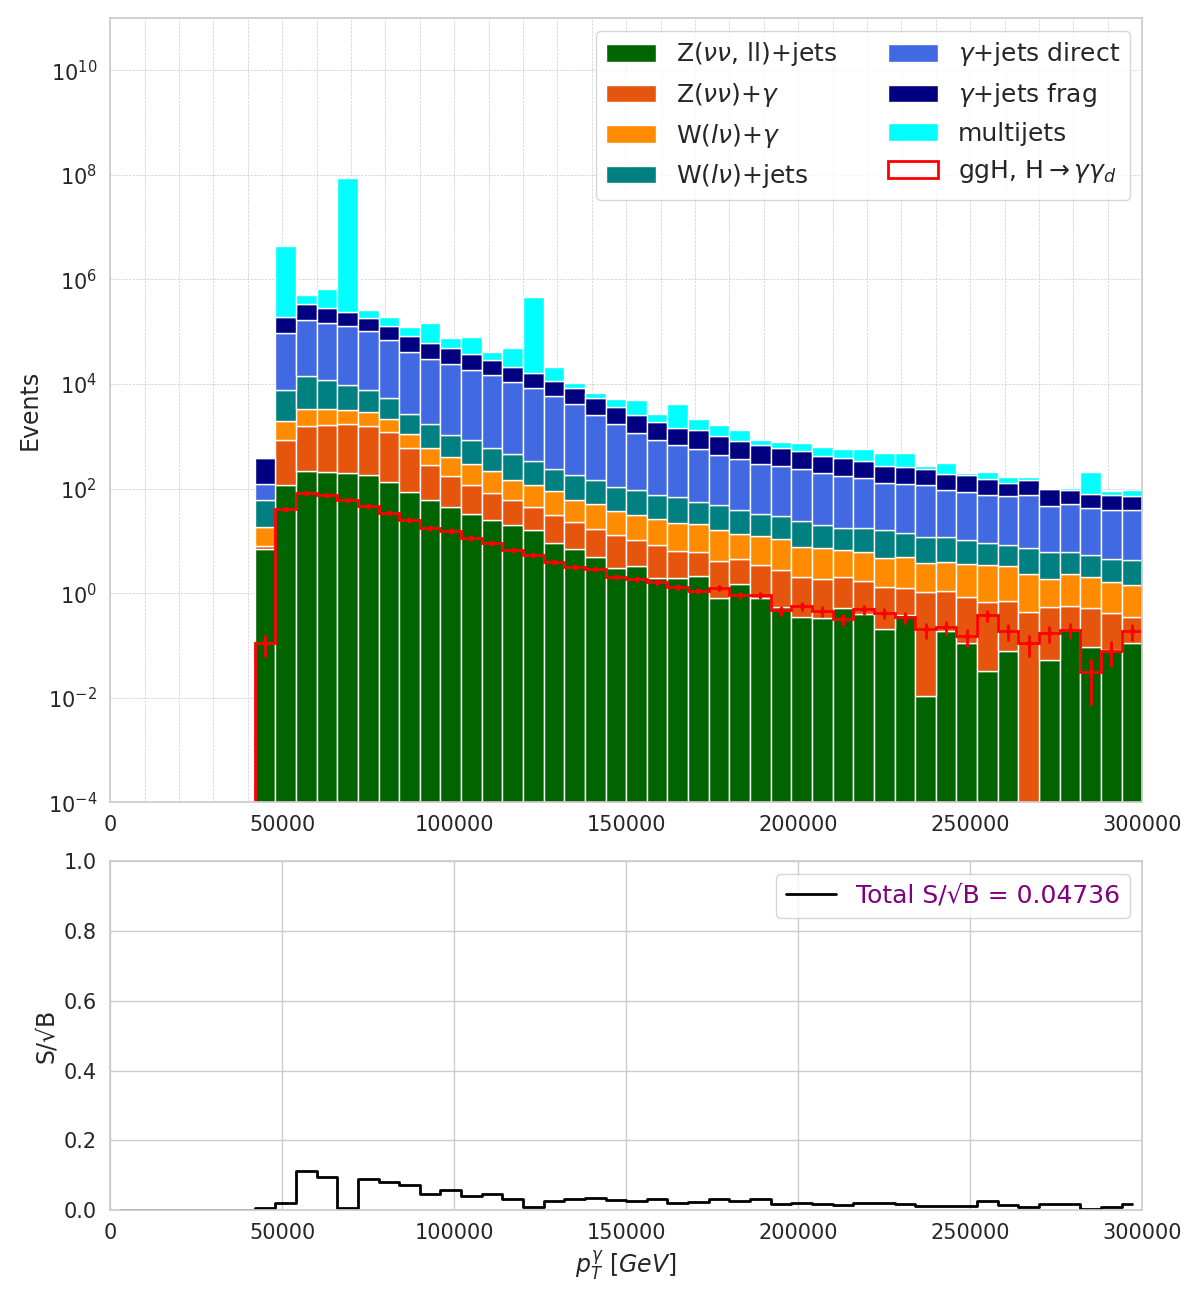 Z(νν, ll)+jets
Z(νν)+γ
W(lν)+γ
W(lν)+jets
γ+jets direct
γ+jets frag
multijets
ggH, H→γγ_d
Events
10^10
10^8
10^6
10^4
10^2
10^0
10^−2
10^−4
0 50000 100000 150000 200000 250000 300000
Total S/√B = 0.04736
S/√B
1.0
0.8
0.6
0.4
0.2
0.0
0 50000 100000 150000 200000 250000 300000
p_T^γ [GeV]